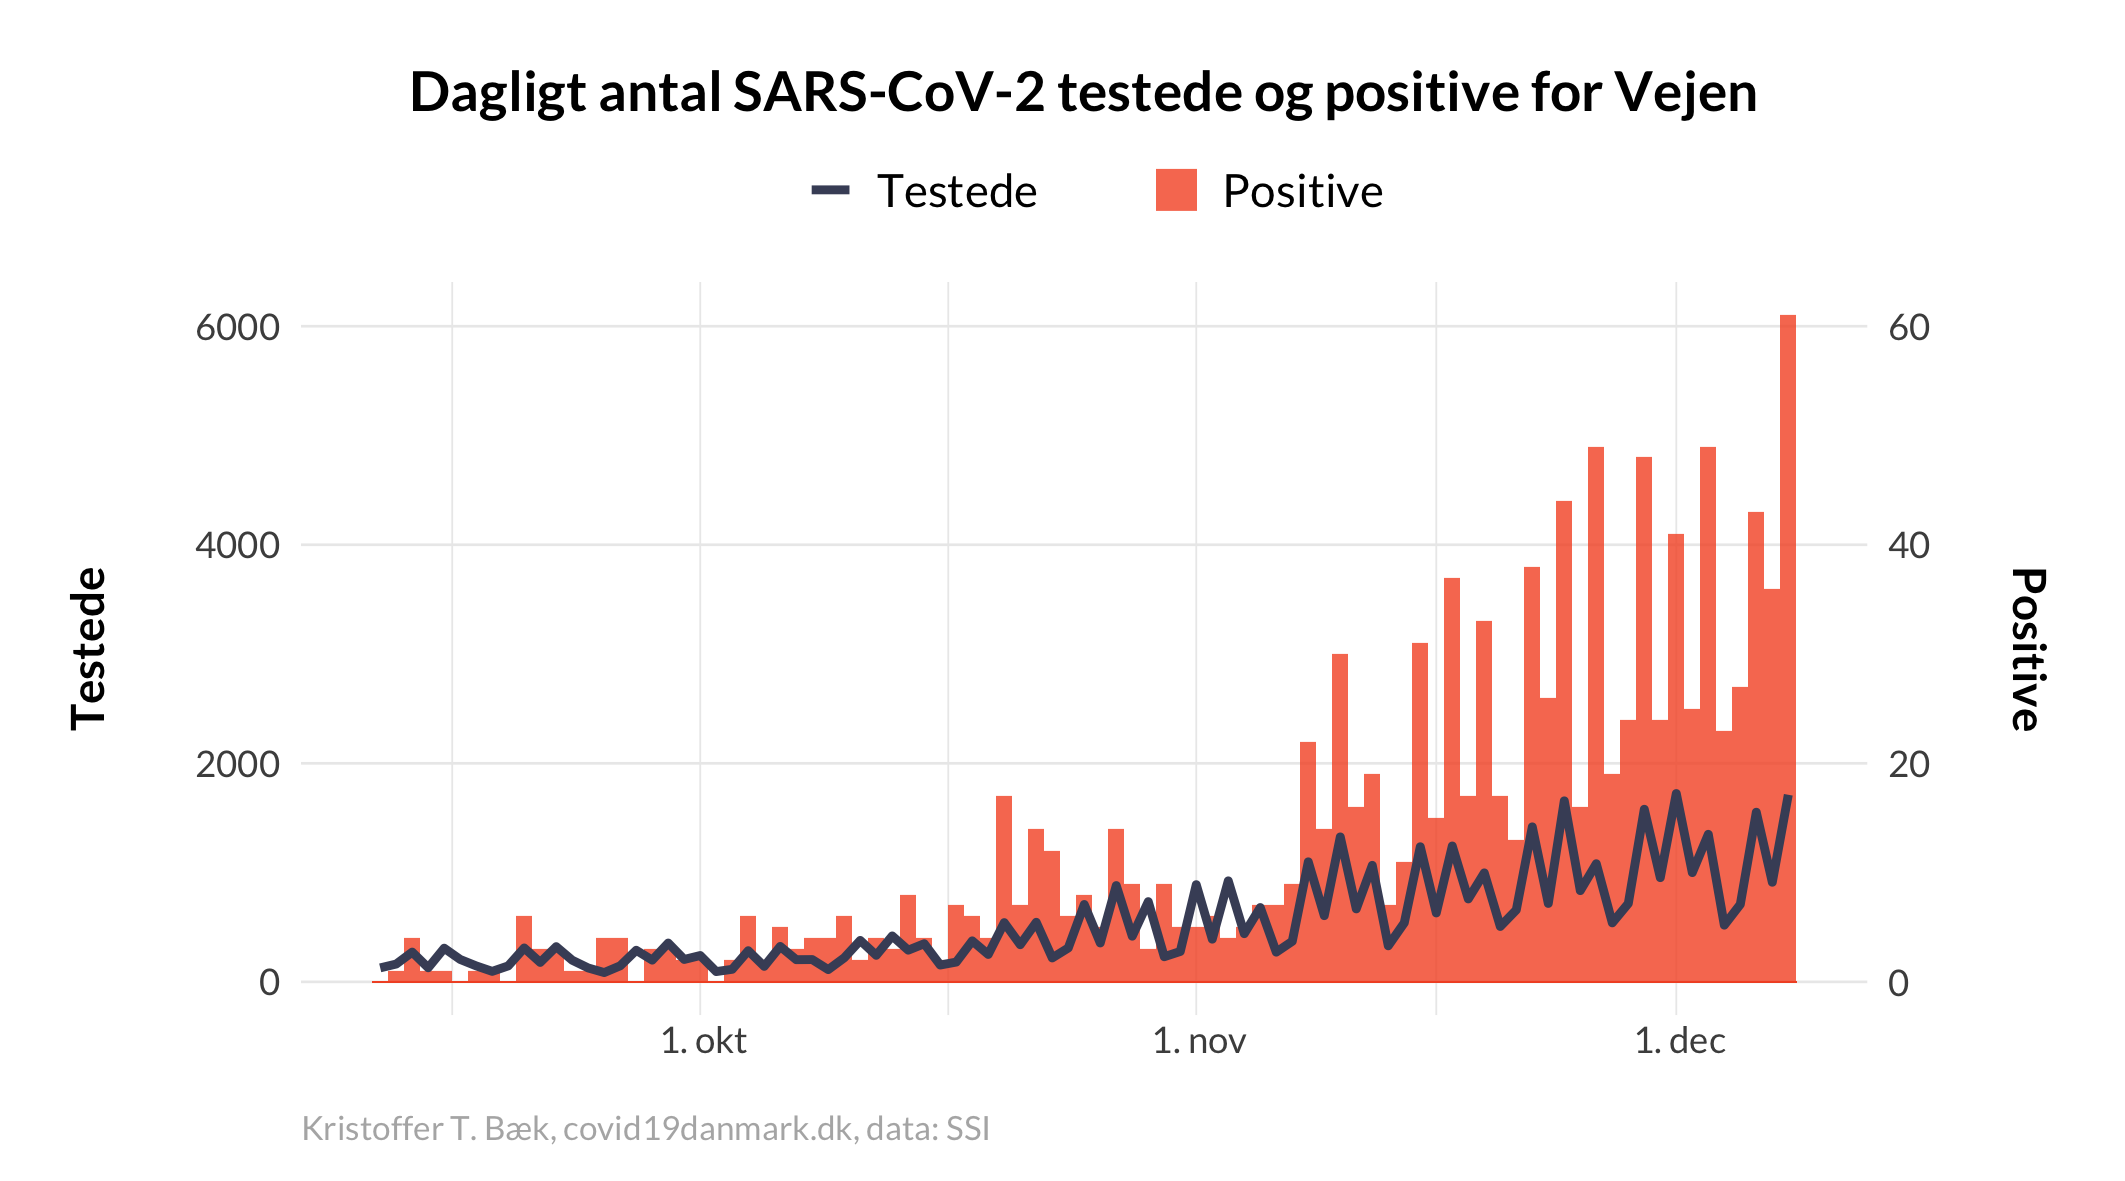 Dagligt antal SARS-CoV-2 testede og positive for Vejen
Testede
Positive
6000
4000
2000
0
Testede
60
40
20
0
Positive
1. okt
1. nov
1. dec
Kristoffer T. Bæk, covid19danmark.dk, data: SSI